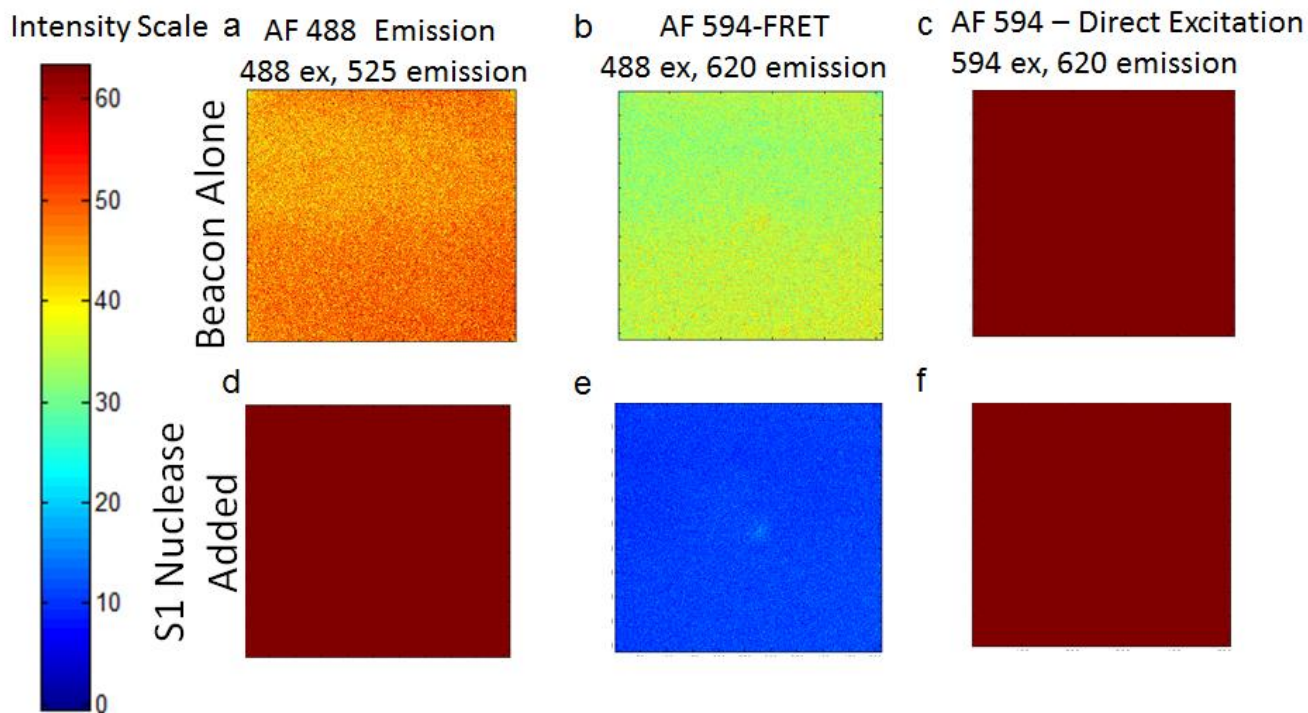 Intensity Scale
a
AF 488 Emission
488 ex, 525 emission
b
AF 594-FRET
488 ex, 620 emission
c
AF 594 – Direct Excitation
594 ex, 620 emission
60
50
40
30
20
10
0
Beacon Alone
d
e
f
S1 Nuclease
Added